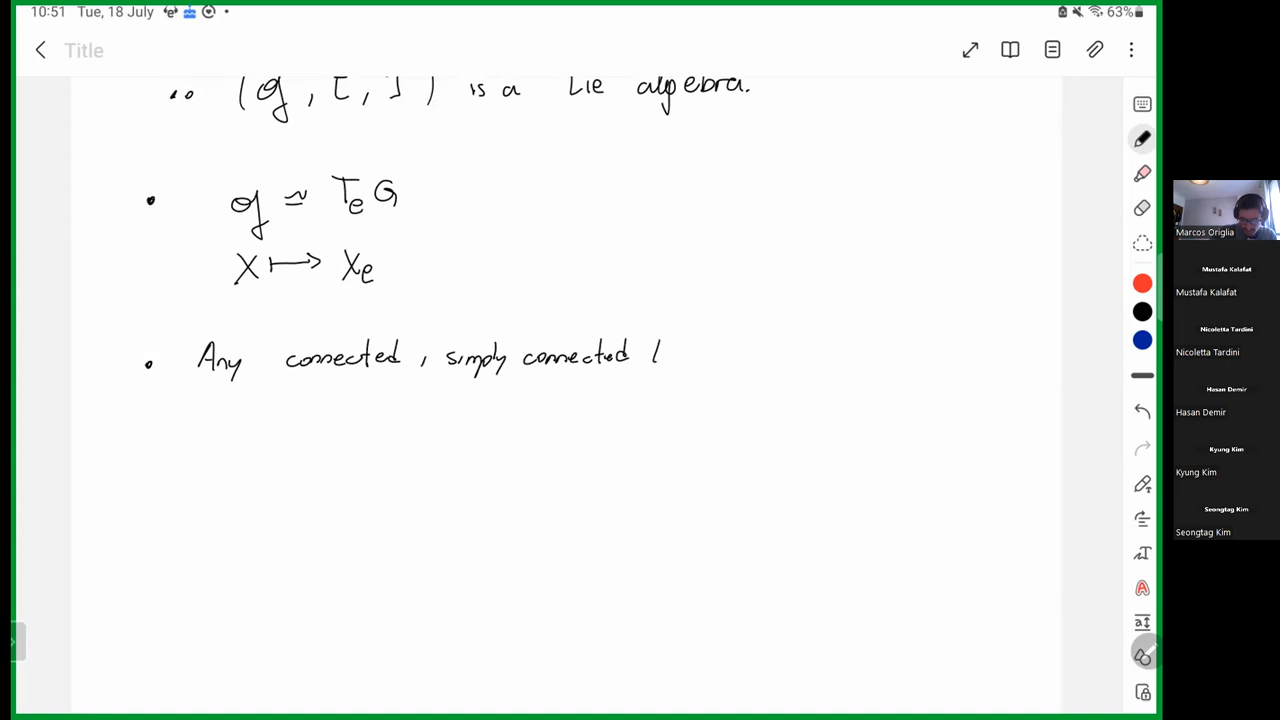 10:51 Tue, 18 July
63%
Title
∴ (𝔤, [ , ]) is a Lie algebra.
• 𝔤 ≃ TₑG
X ⟼ Xₑ
• Any connected, simply connected l
Marcos Origlia
Mustafa Kalafat
Mustafa Kalafat
Nicoletta Tardini
Nicoletta Tardini
Hasan Demir
Hasan Demir
Kyung Kim
Kyung Kim
Seongtag Kim
Seongtag Kim